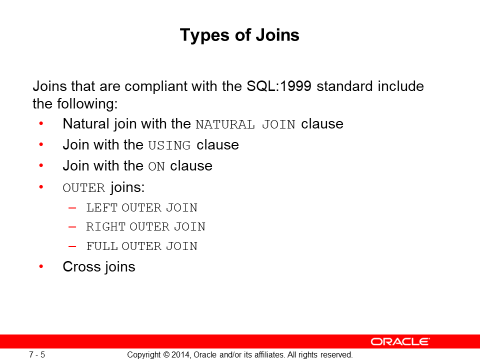 Types of Joins
Joins that are compliant with the SQL:1999 standard include
the following:
• Natural join with the NATURAL JOIN clause
• Join with the USING clause
• Join with the ON clause
• OUTER joins:
– LEFT OUTER JOIN
– RIGHT OUTER JOIN
– FULL OUTER JOIN
• Cross joins
ORACLE
7 - 5 Copyright © 2014, Oracle and/or its affiliates. All rights reserved.